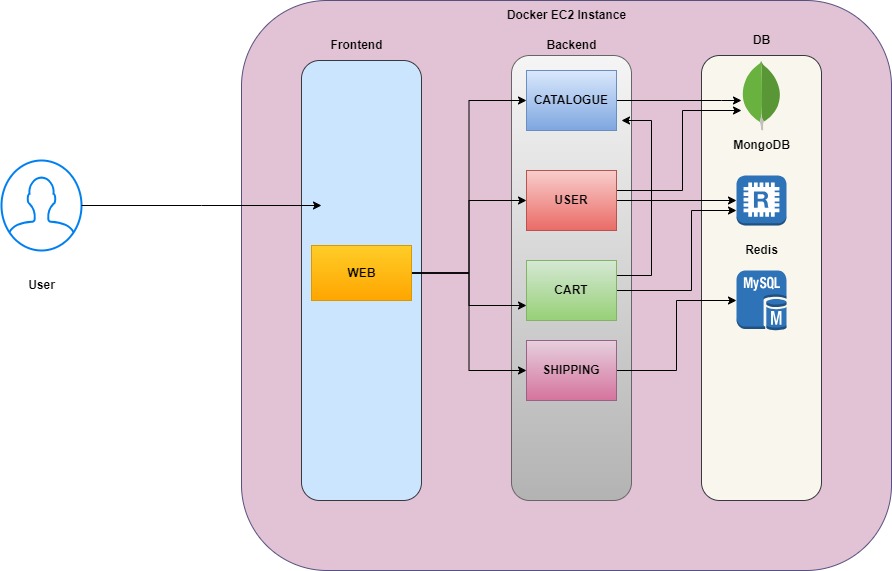 Docker EC2 Instance
Frontend
Backend
DB
CATALOGUE
MongoDB
USER
R
Redis
WEB
CART
MySQL
M
SHIPPING
User